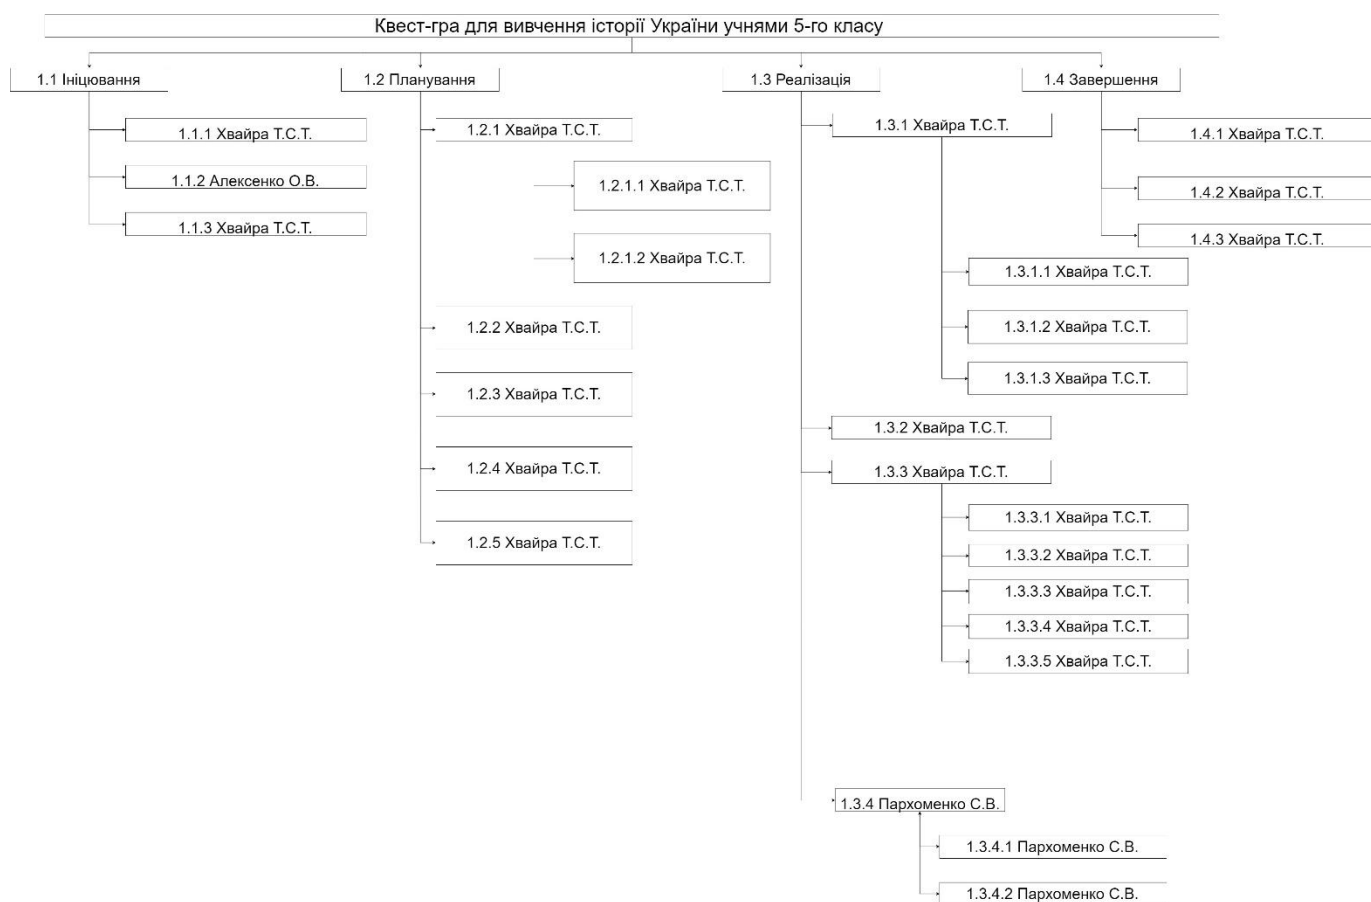 Квест-гра для вивчення історії України учнями 5-го класу
1.1 Ініцювання
1.1.1 Хвайра Т.С.Т.
1.1.2 Алексенко О.В.
1.1.3 Хвайра Т.С.Т.
1.2 Планування
1.2.1 Хвайра Т.С.Т.
1.2.1.1 Хвайра Т.С.Т.
1.2.1.2 Хвайра Т.С.Т.
1.2.2 Хвайра Т.С.Т.
1.2.3 Хвайра Т.С.Т.
1.2.4 Хвайра Т.С.Т.
1.2.5 Хвайра Т.С.Т.
1.3 Реалізація
1.3.1 Хвайра Т.С.Т.
1.3.1.1 Хвайра Т.С.Т.
1.3.1.2 Хвайра Т.С.Т.
1.3.1.3 Хвайра Т.С.Т.
1.3.2 Хвайра Т.С.Т.
1.3.3 Хвайра Т.С.Т.
1.3.3.1 Хвайра Т.С.Т.
1.3.3.2 Хвайра Т.С.Т.
1.3.3.3 Хвайра Т.С.Т.
1.3.3.4 Хвайра Т.С.Т.
1.3.3.5 Хвайра Т.С.Т.
1.3.4 Пархоменко С.В.
1.3.4.1 Пархоменко С.В.
1.3.4.2 Пархоменко С.В.
1.4 Завершення
1.4.1 Хвайра Т.С.Т.
1.4.2 Хвайра Т.С.Т.
1.4.3 Хвайра Т.С.Т.